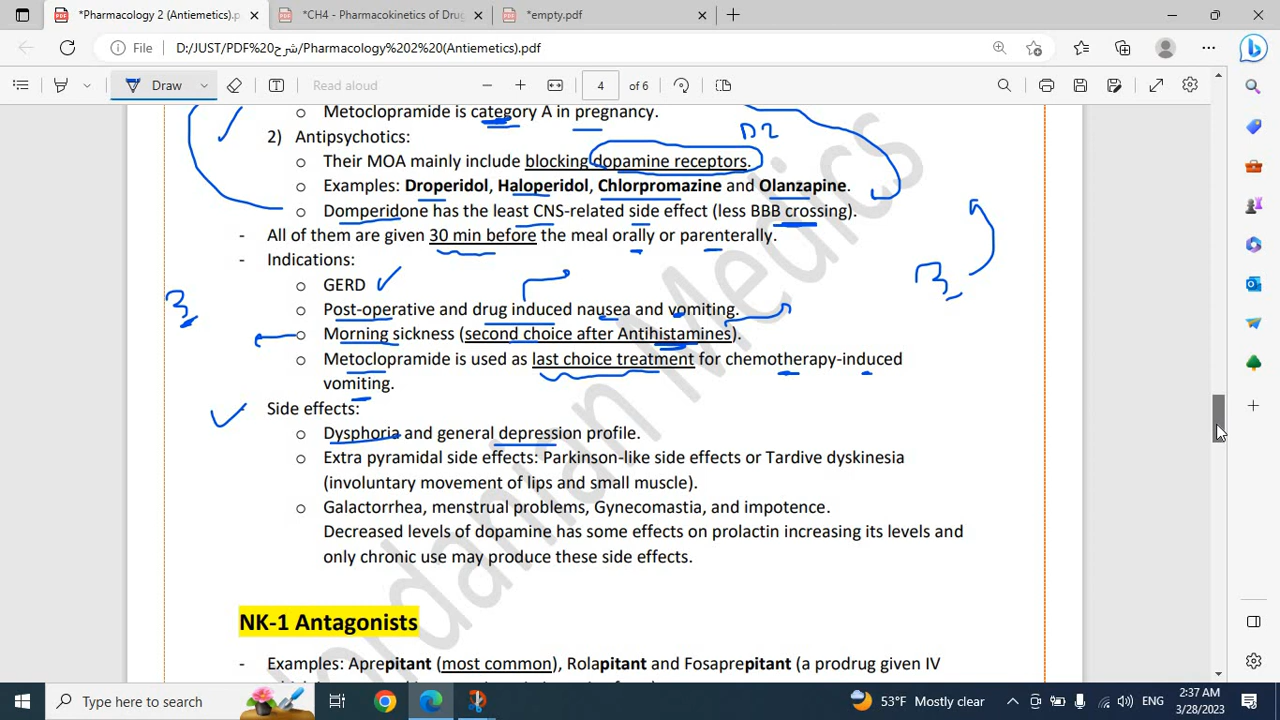 *Pharmacology 2 (Antiemetics).p
*CH4 - Pharmacokinetics of Drug
*empty.pdf
File
D:/JUST/PDF%20شرح/Pharmacology%202%20(Antiemetics).pdf
Draw
Read aloud
4
of 6
Metoclopramide is category A in pregnancy.
D2
2) Antipsychotics:
o Their MOA mainly include blocking dopamine receptors.
o Examples: Droperidol, Haloperidol, Chlorpromazine and Olanzapine.
o Domperidone has the least CNS-related side effect (less BBB crossing).
- All of them are given 30 min before the meal orally or parenterally.
- Indications:
o GERD
o Post-operative and drug induced nausea and vomiting.
o Morning sickness (second choice after Antihistamines).
o Metoclopramide is used as last choice treatment for chemotherapy-induced
vomiting.
Side effects:
o Dysphoria and general depression profile.
o Extra pyramidal side effects: Parkinson-like side effects or Tardive dyskinesia
(involuntary movement of lips and small muscle).
o Galactorrhea, menstrual problems, Gynecomastia, and impotence.
Decreased levels of dopamine has some effects on prolactin increasing its levels and
only chronic use may produce these side effects.
Jordanian Medics
NK-1 Antagonists
- Examples: Aprepitant (most common), Rolapitant and Fosaprepitant (a prodrug given IV
Type here to search
53°F Mostly clear
ENG
2:37 AM
3/28/2023